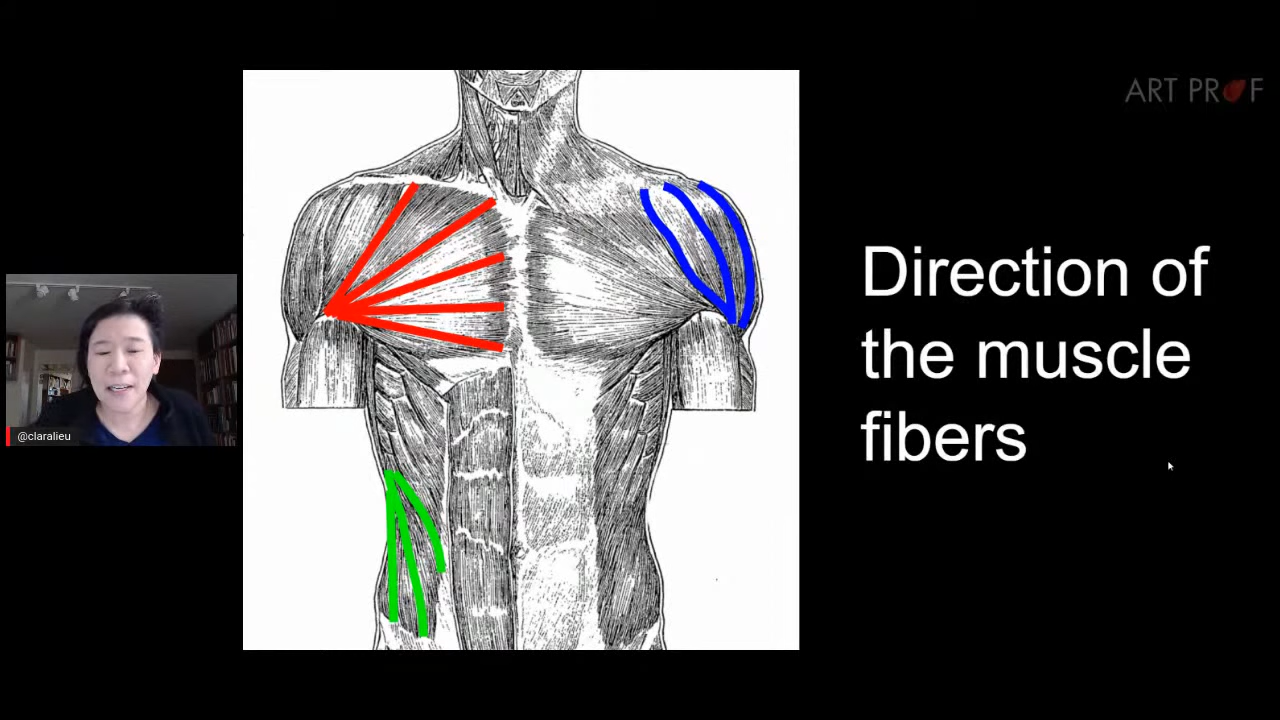 ART PROF
Direction of
the muscle
fibers
@claralieu